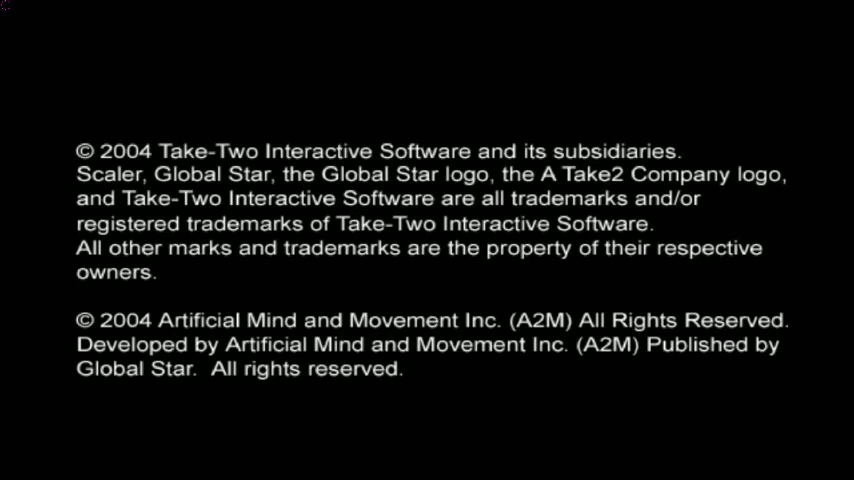 © 2004 Take-Two Interactive Software and its subsidiaries.
Scaler, Global Star, the Global Star logo, the A Take2 Company logo,
and Take-Two Interactive Software are all trademarks and/or
registered trademarks of Take-Two Interactive Software.
All other marks and trademarks are the property of their respective
owners.
© 2004 Artificial Mind and Movement Inc. (A2M) All Rights Reserved.
Developed by Artificial Mind and Movement Inc. (A2M) Published by
Global Star.  All rights reserved.